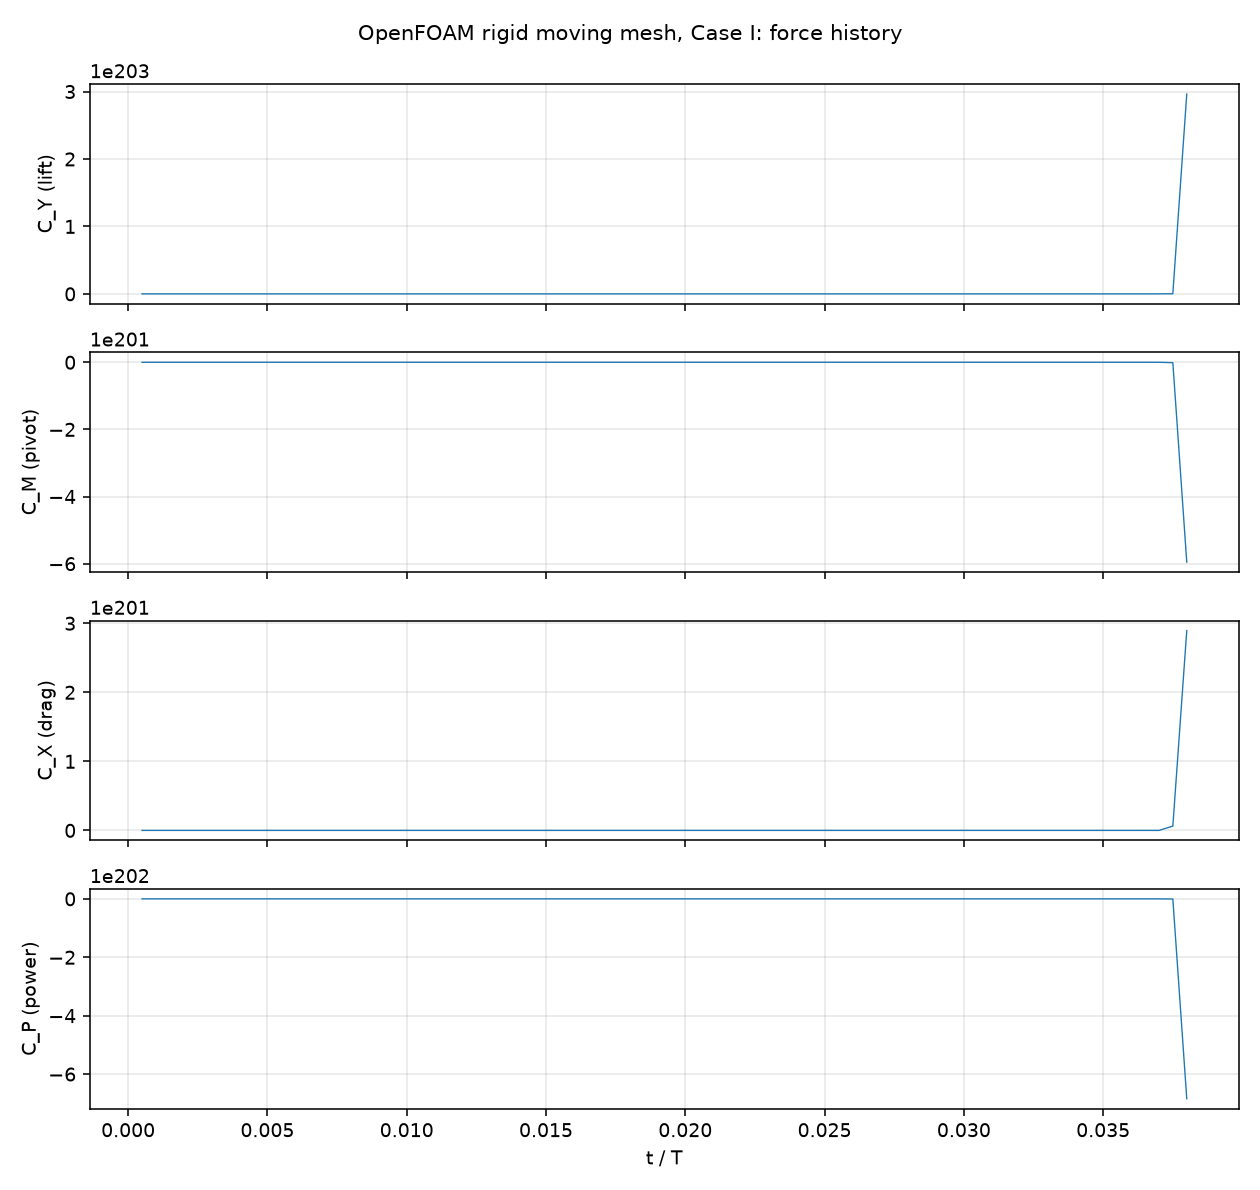 OpenFOAM rigid moving mesh, Case I: force history
1e203
3
2
1
0
C_Y (lift)
1e201
0
−2
−4
−6
C_M (pivot)
1e201
3
2
1
0
C_X (drag)
1e202
0
−2
−4
−6
C_P (power)
0.000 0.005 0.010 0.015 0.020 0.025 0.030 0.035
t / T